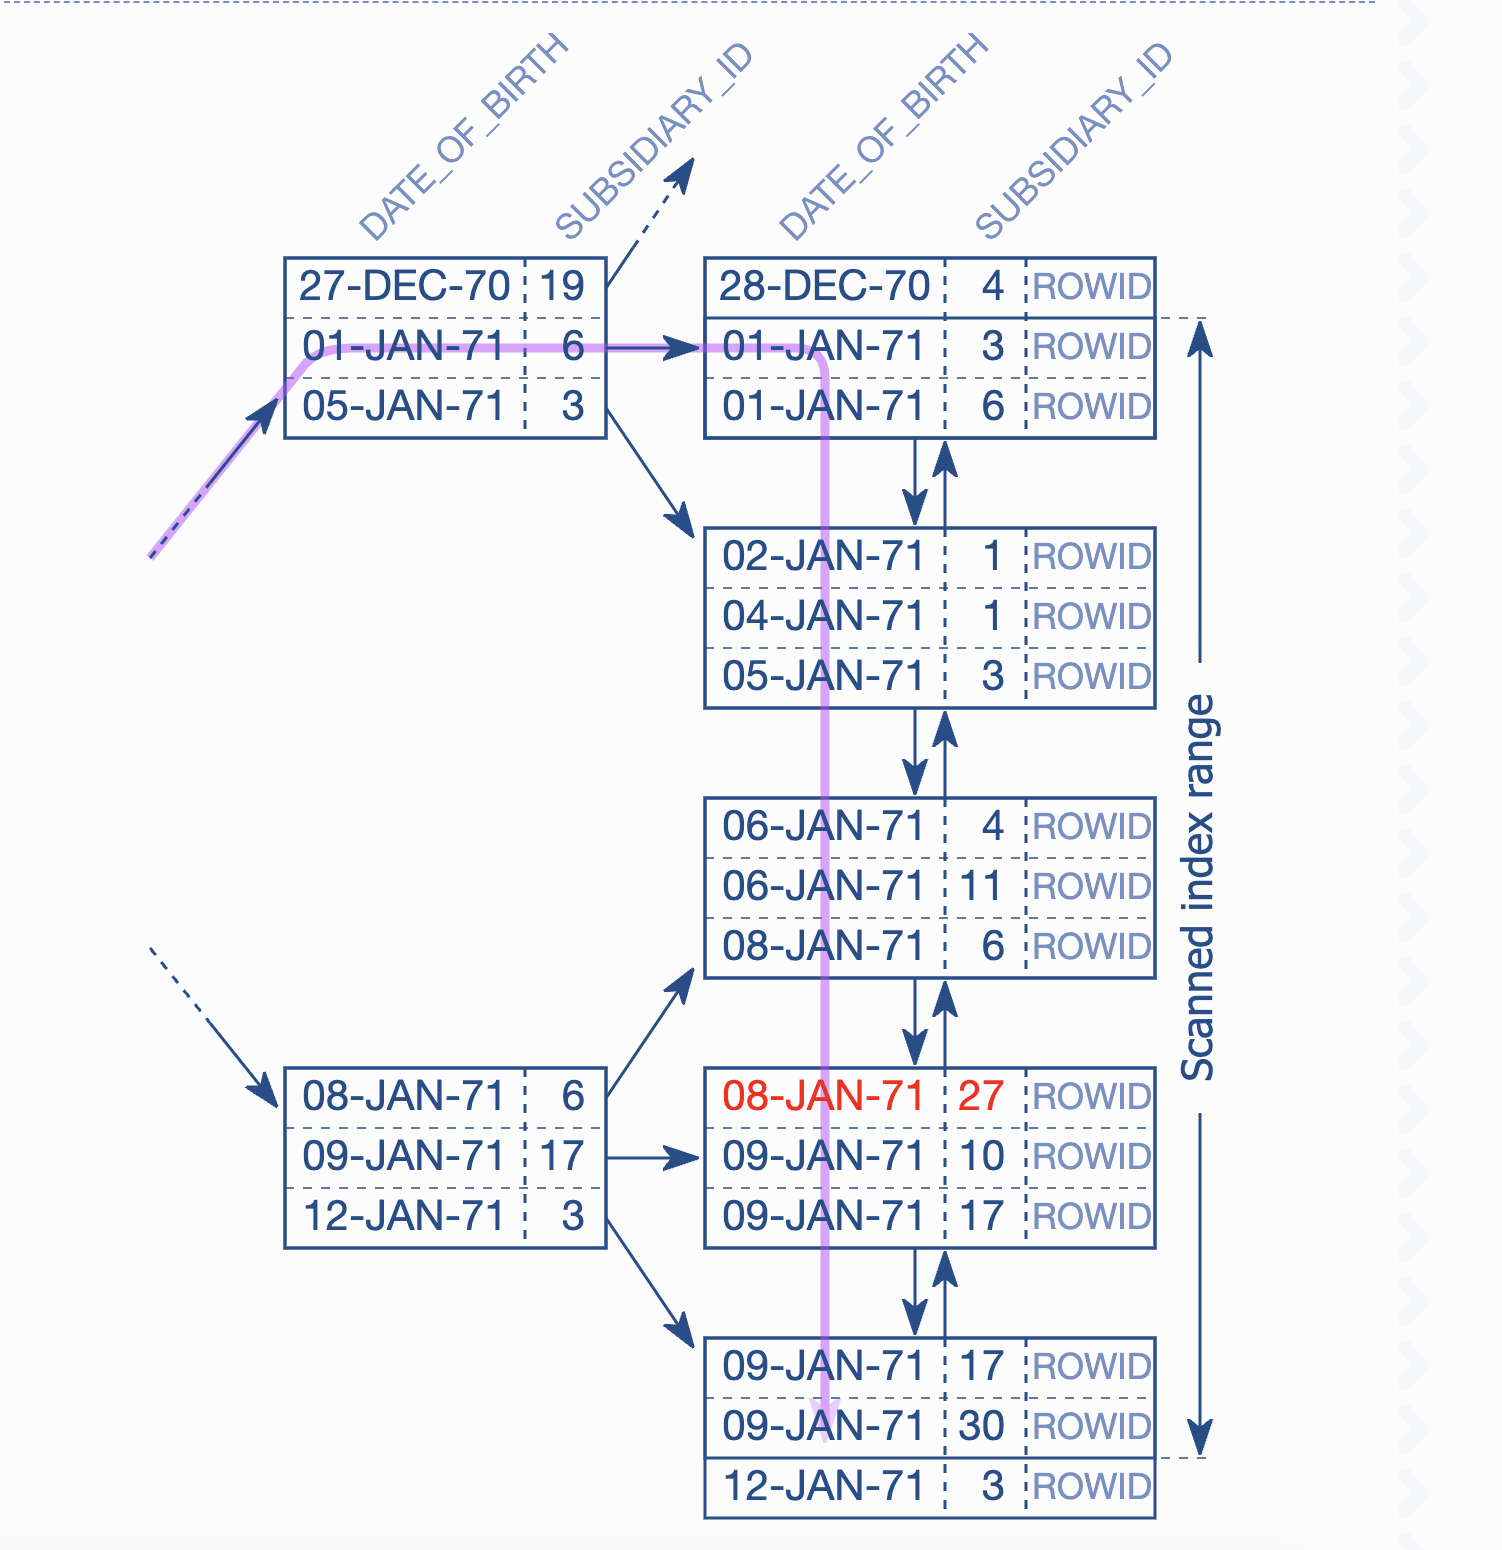 DATE_OF_BIRTH SUBSIDIARY_ID DATE_OF_BIRTH SUBSIDIARY_ID
27-DEC-70 19
01-JAN-71 6
05-JAN-71 3
28-DEC-70 4 ROWID
01-JAN-71 3 ROWID
01-JAN-71 6 ROWID
02-JAN-71 1 ROWID
04-JAN-71 1 ROWID
05-JAN-71 3 ROWID
06-JAN-71 4 ROWID
06-JAN-71 11 ROWID
08-JAN-71 6 ROWID
08-JAN-71 6
09-JAN-71 17
12-JAN-71 3
08-JAN-71 27 ROWID
09-JAN-71 10 ROWID
09-JAN-71 17 ROWID
09-JAN-71 17 ROWID
09-JAN-71 30 ROWID
12-JAN-71 3 ROWID
Scanned index range